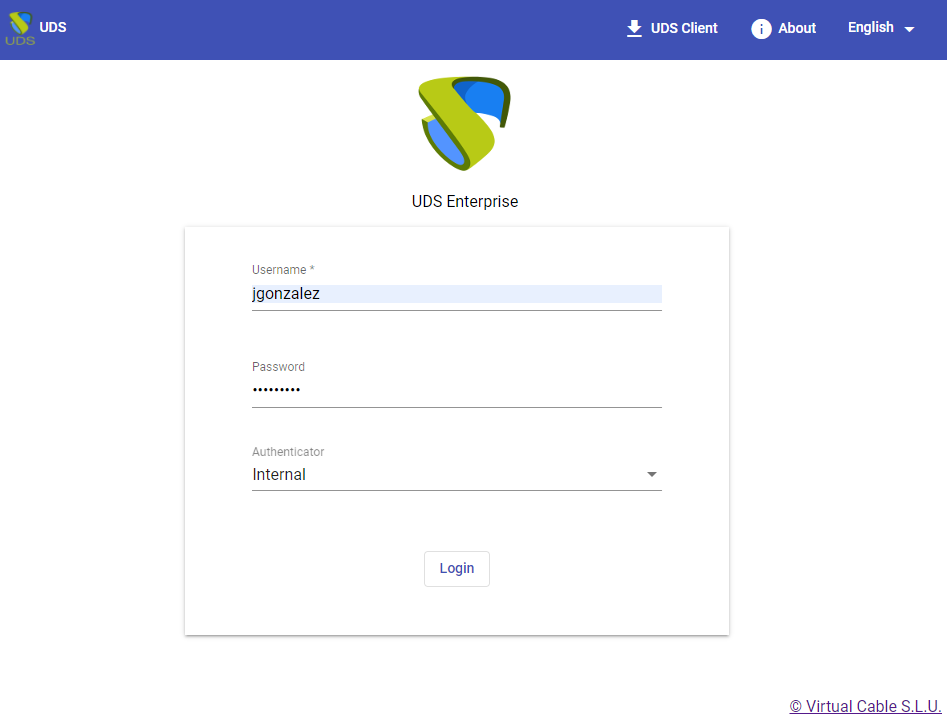 UDS
UDS
UDS Client
About
English
UDS Enterprise
Username *
jgonzalez
Password
•••••••••
Authenticator
Internal
Login
© Virtual Cable S.L.U.